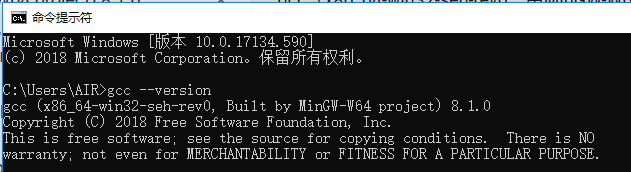 命令提示符
Microsoft Windows [版本 10.0.17134.590]
(c) 2018 Microsoft Corporation。保留所有权利。
C:\Users\AIR>gcc --version
gcc (x86_64-win32-seh-rev0, Built by MinGW-W64 project) 8.1.0
Copyright (C) 2018 Free Software Foundation, Inc.
This is free software; see the source for copying conditions.  There is NO
warranty; not even for MERCHANTABILITY or FITNESS FOR A PARTICULAR PURPOSE.